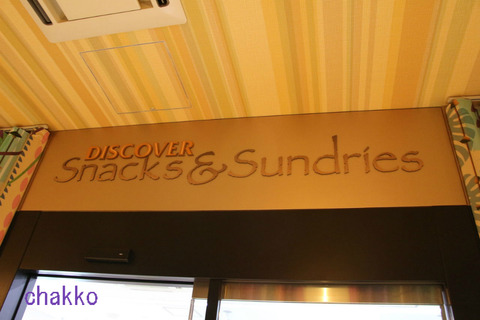 DISCOVER
Snacks & Sundries
chakko